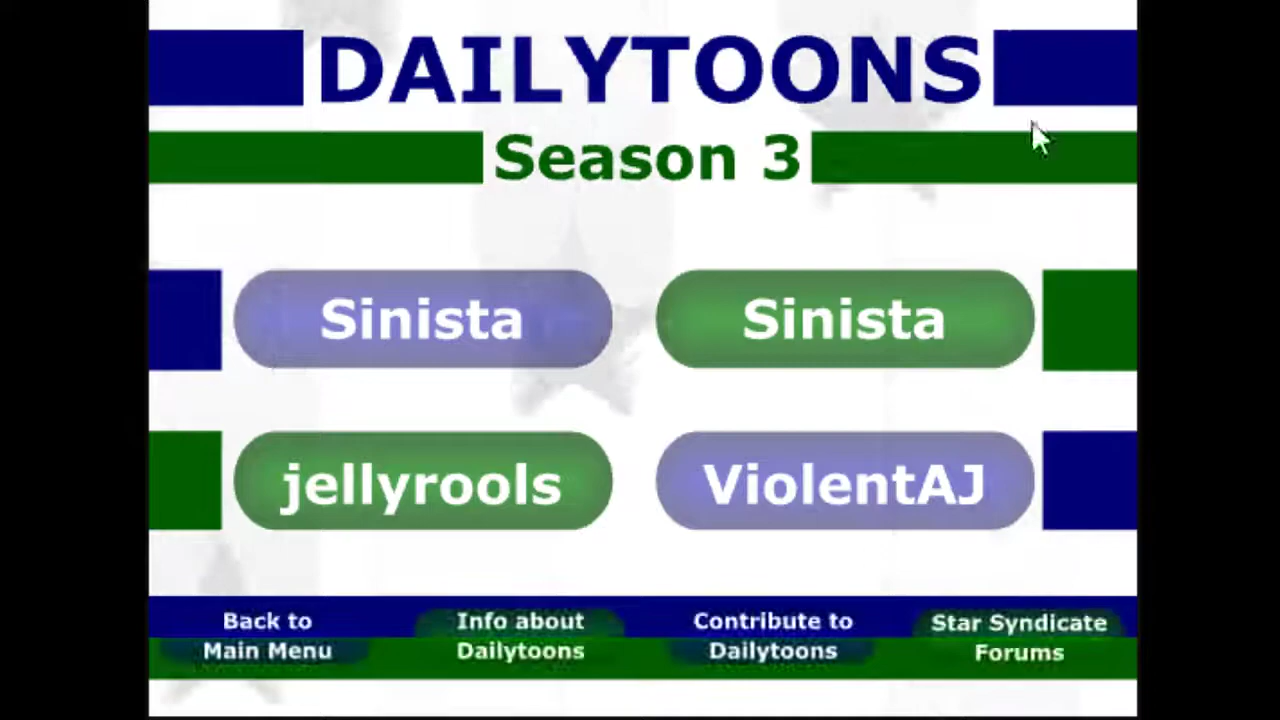 DAILYTOONS
Season 3
Sinista
Sinista
jellyrools
ViolentAJ
Back to
Main Menu
Info about
Dailytoons
Contribute to
Dailytoons
Star Syndicate
Forums